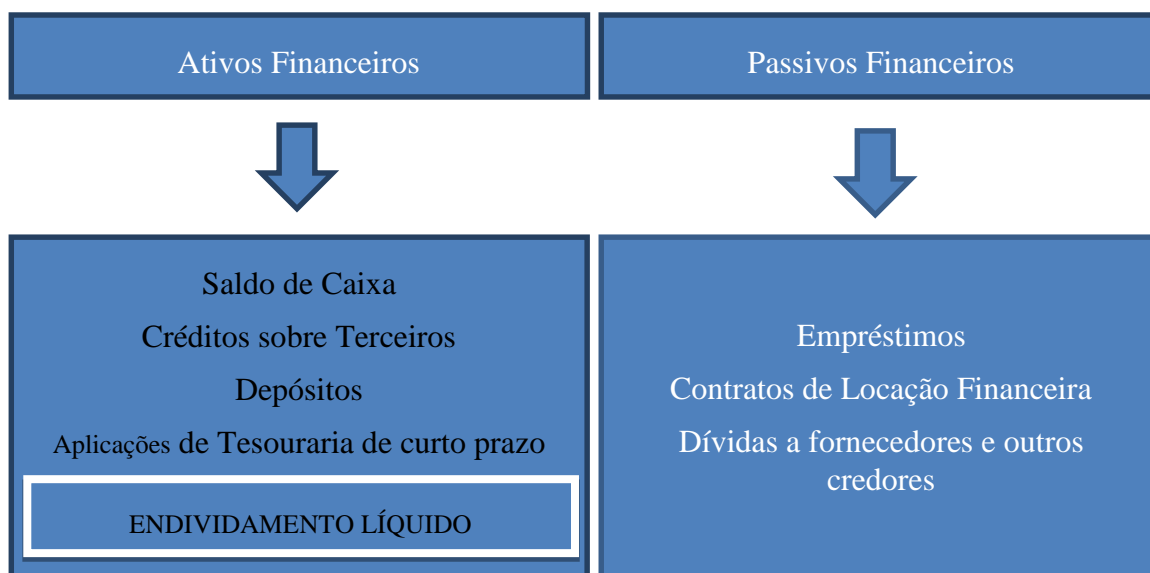 Ativos Financeiros
Passivos Financeiros
Saldo de Caixa
Créditos sobre Terceiros
Depósitos
Aplicações de Tesouraria de curto prazo
ENDIVIDAMENTO LÍQUIDO
Empréstimos
Contratos de Locação Financeira
Dívidas a fornecedores e outros
credores